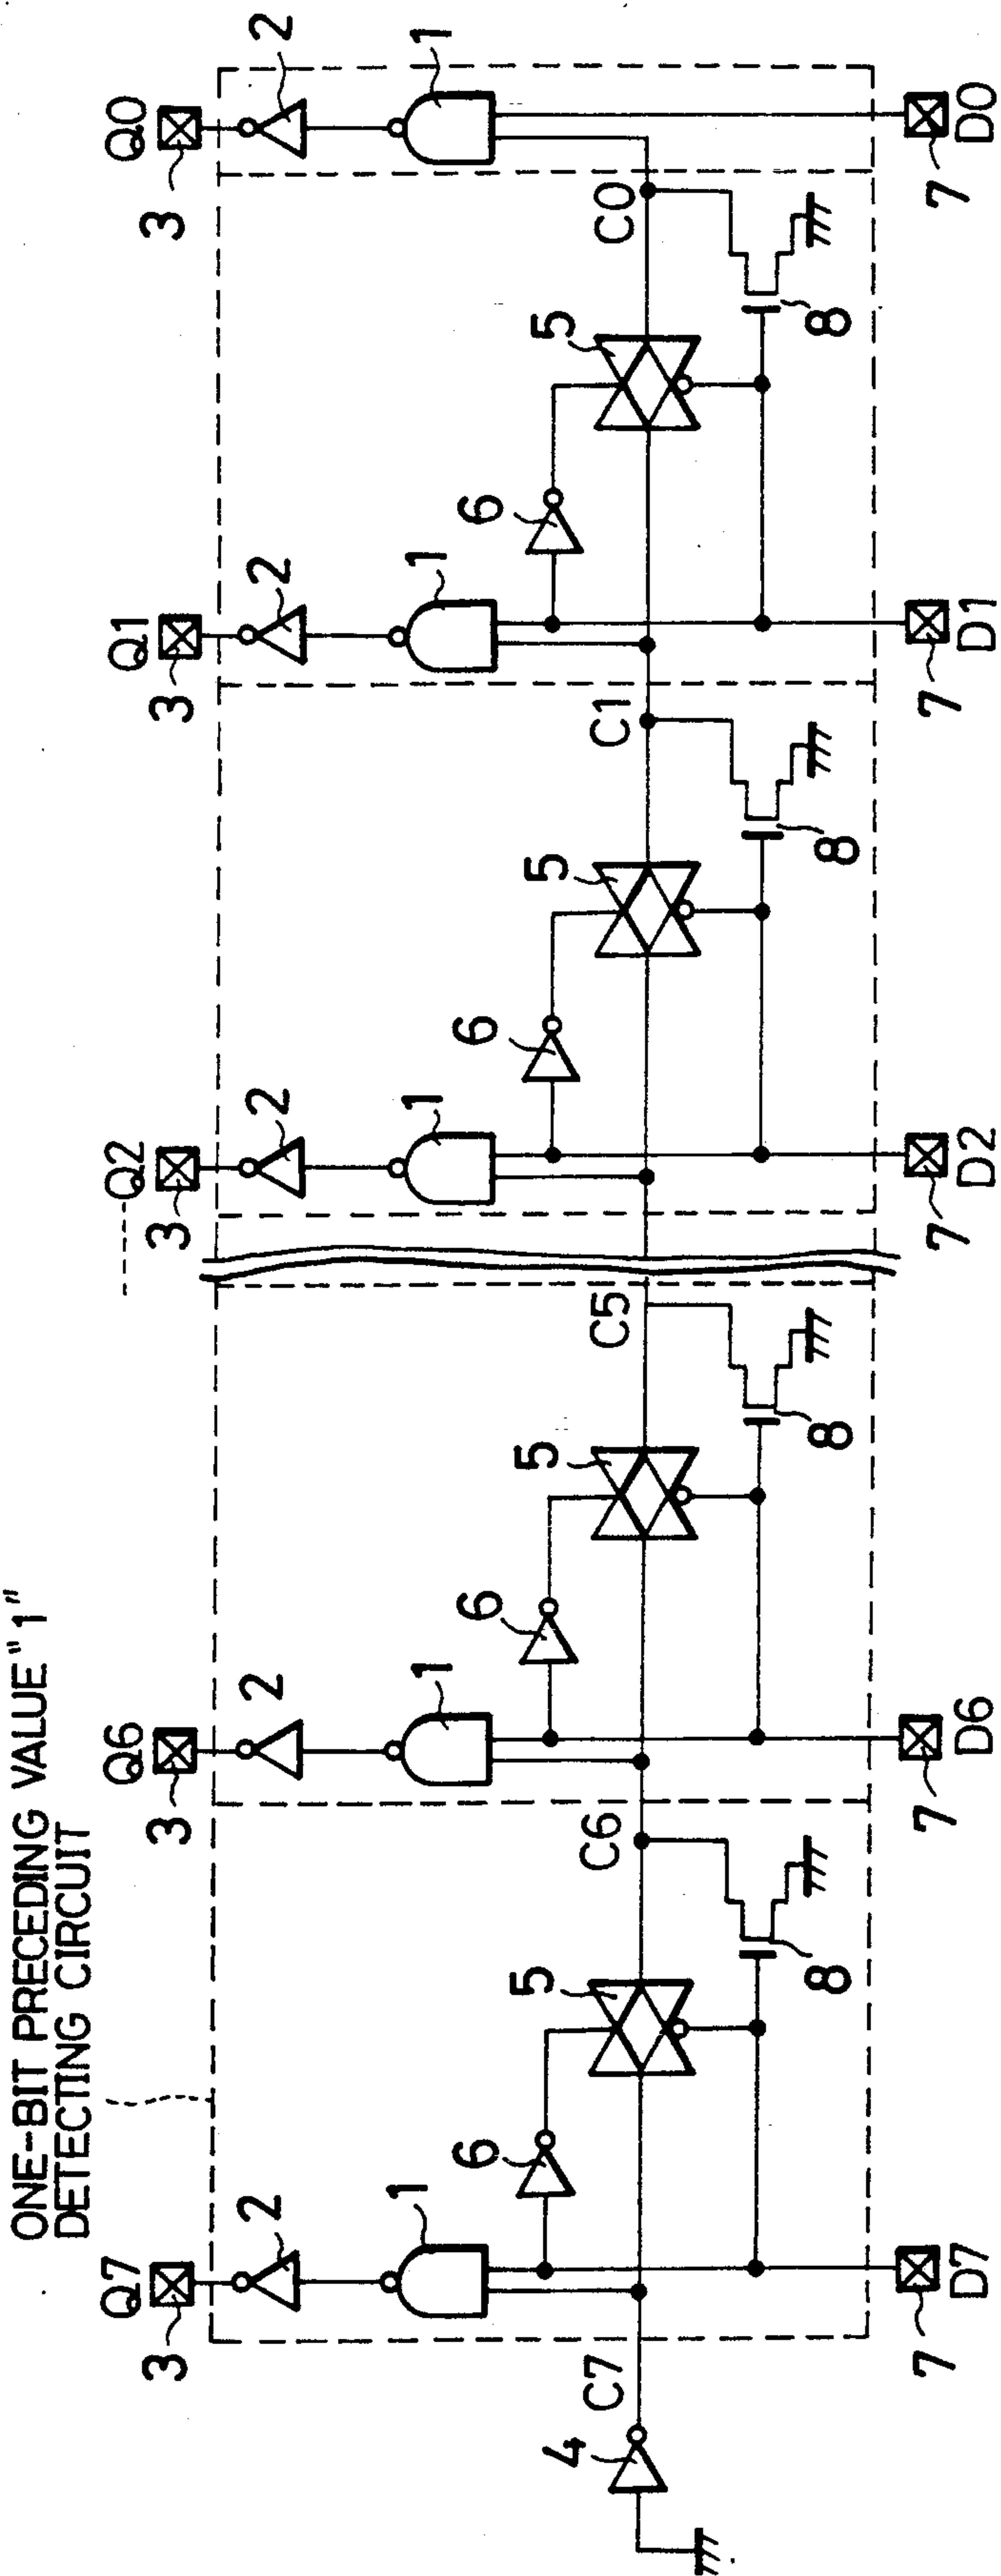 ONE-BIT PRECEDING VALUE "1"
DETECTING CIRCUIT
Q7 Q6 Q2 Q1 Q0
3 3 3 3 3
2 2 2 2 2
1 1 1 1 1
6 6 6 6
5 5 5 5
4 C7 C6 C5 C1 C0
8 8 8 8
7 7 7 7 7
D7 D6 D2 D1 D0